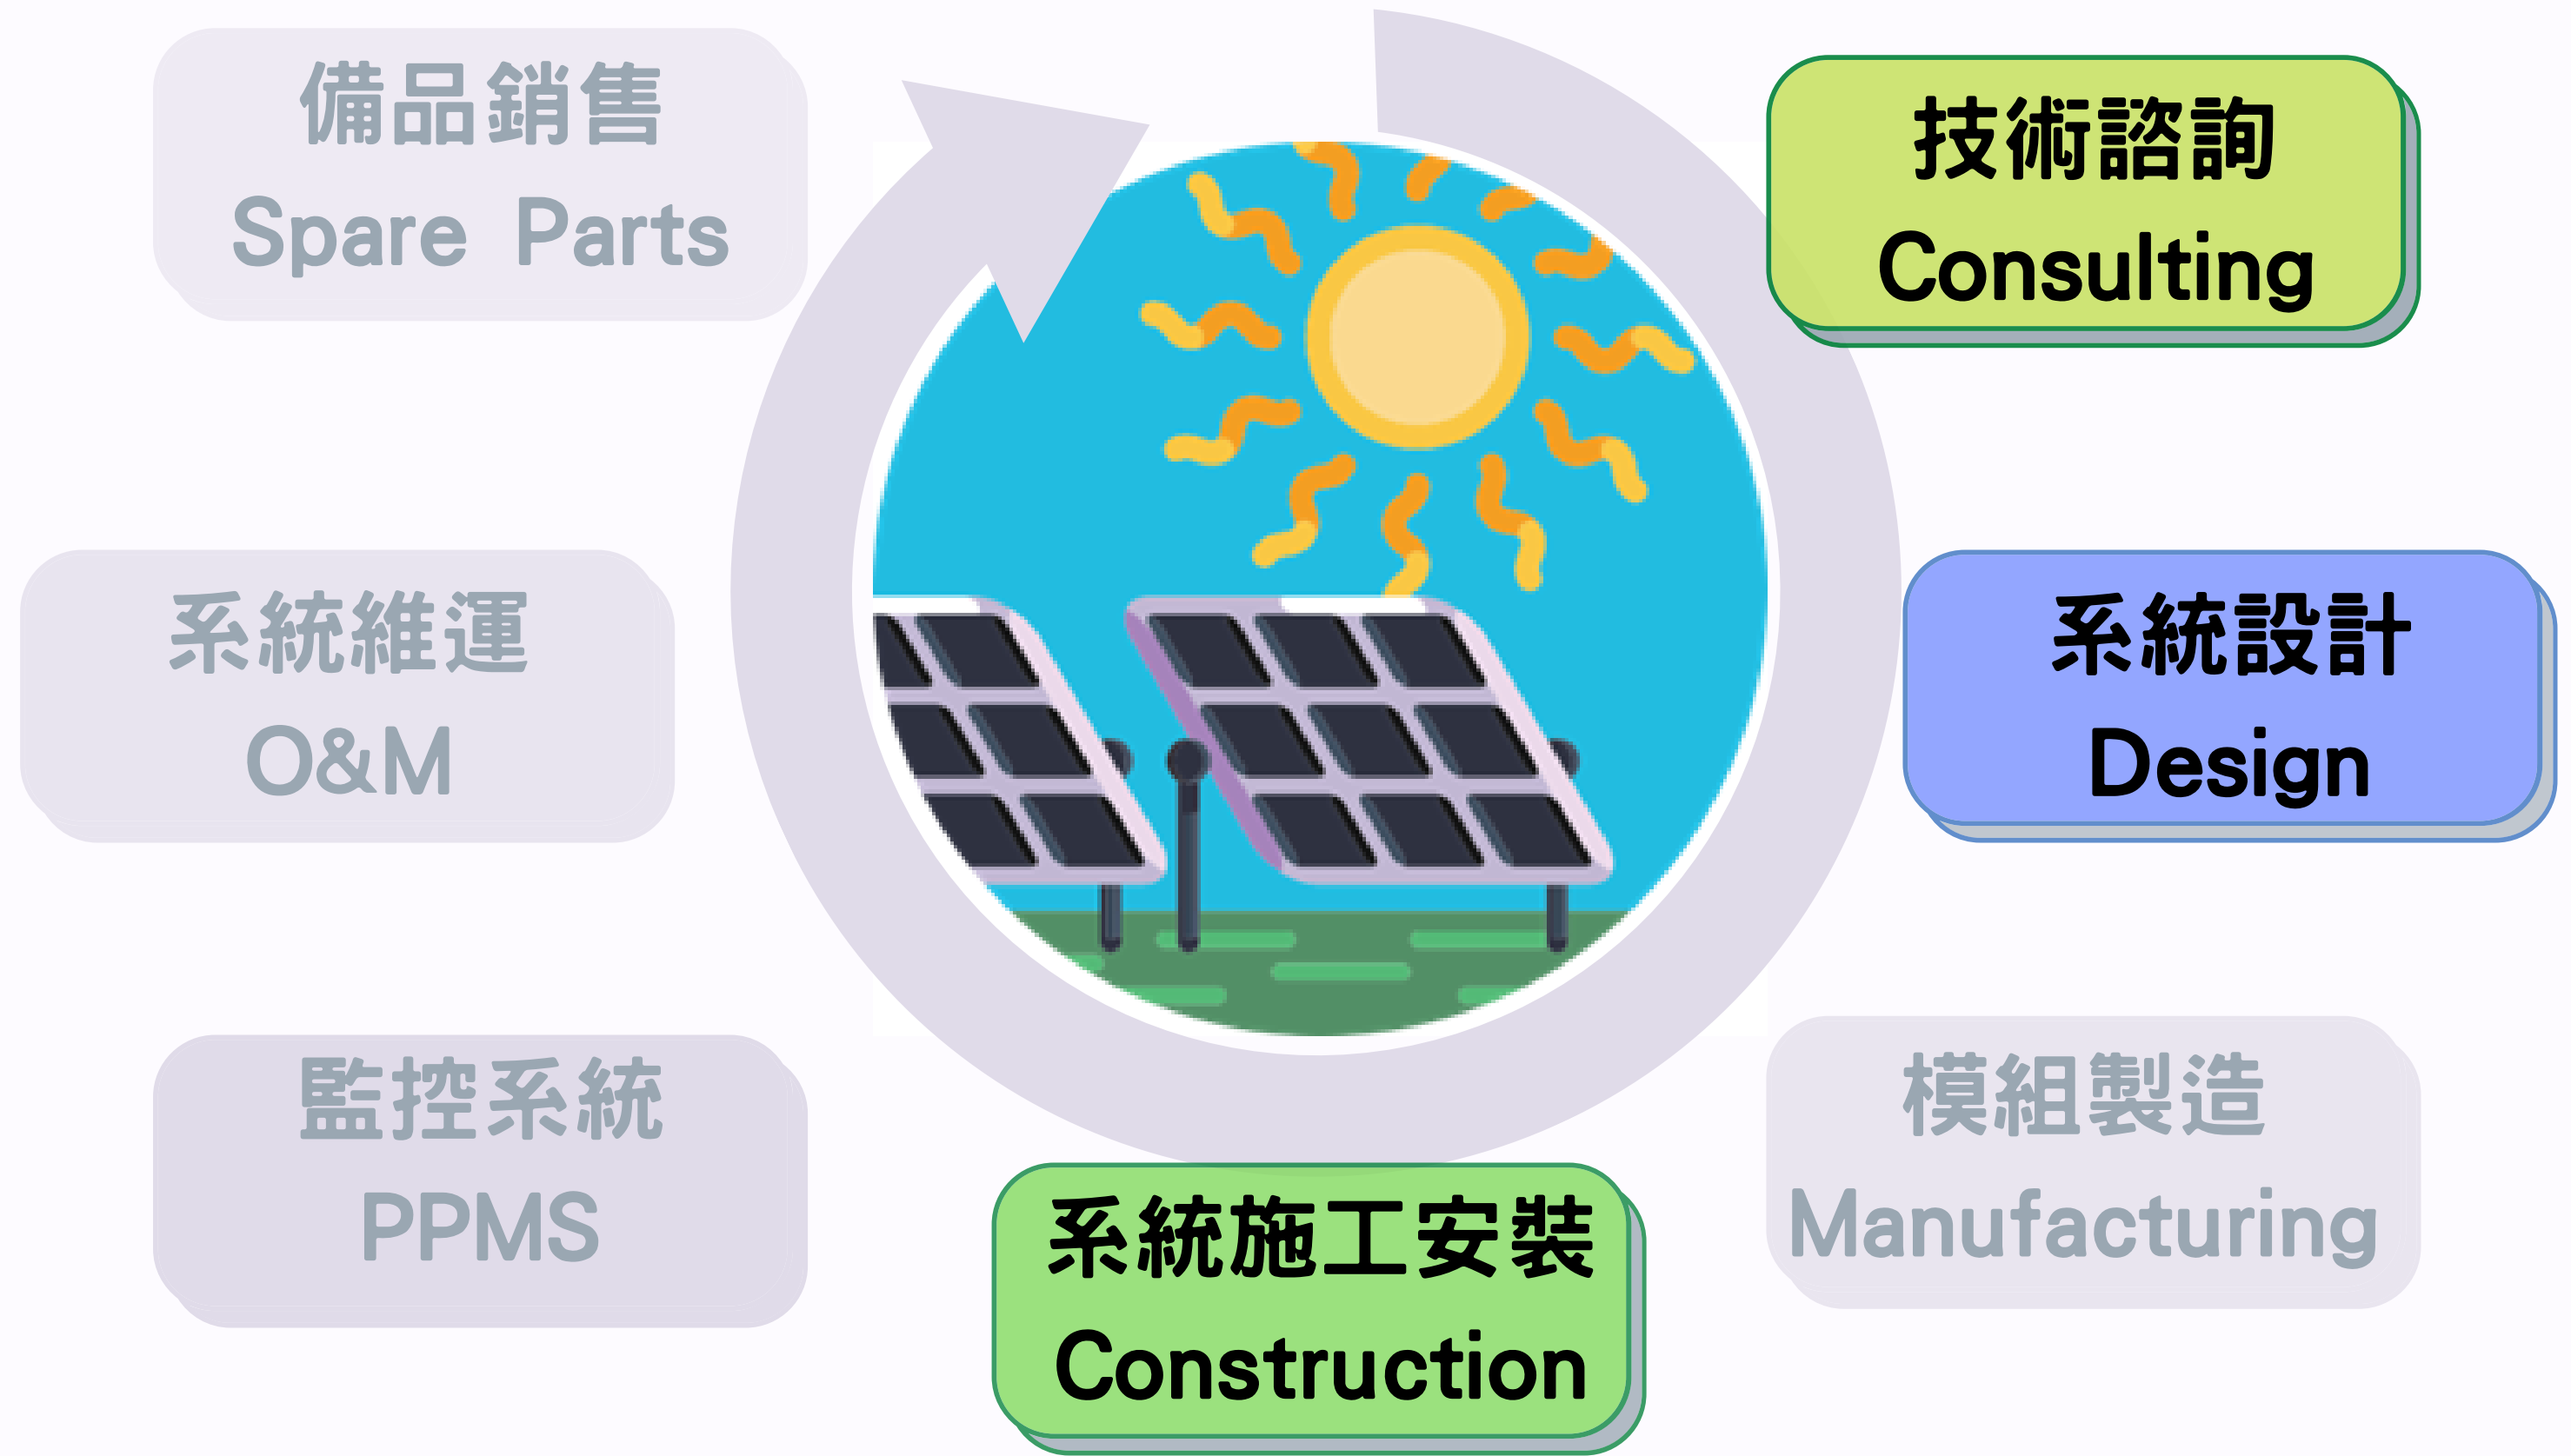 備品銷售
Spare Parts
技術諮詢
Consulting
系統維運
O&M
系統設計
Design
監控系統
PPMS
模組製造
Manufacturing
系統施工安裝
Construction